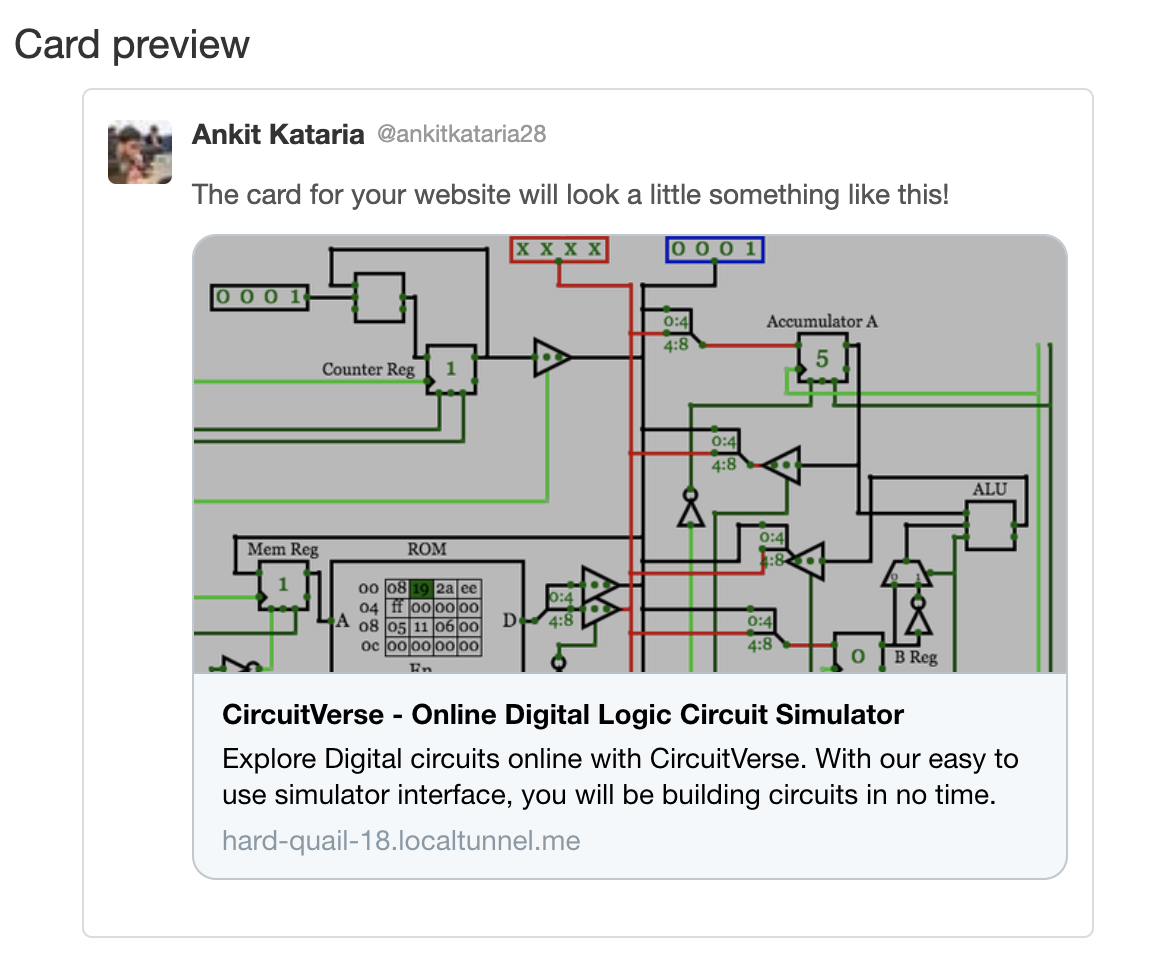 Card preview
Ankit Kataria @ankitkataria28
The card for your website will look a little something like this!
X X X X
0 0 0 1
0 0 0 1
0:4
4:8
Accumulator A
5
Counter Reg
1
0:4
4:8
ALU
0:4
4:8
0 1
Mem Reg
1
ROM
A
00 08 19 2a ee
04 ff 00 00 00
08 05 11 06 00
0c 00 00 00 00
D
En
0:4
4:8
0:4
4:8
0
B Reg
CircuitVerse - Online Digital Logic Circuit Simulator
Explore Digital circuits online with CircuitVerse. With our easy to
use simulator interface, you will be building circuits in no time.
hard-quail-18.localtunnel.me